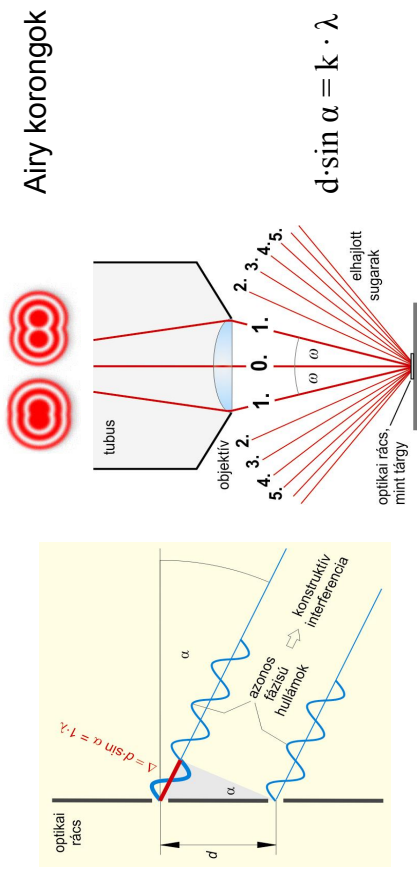 Airy korongok
tubus
objektív
1. 0. 1.
2. 2.
3. 3.
4. 4.
5. 5.
elhajlott
sugarak
ω ω
optikai rács,
mint tárgy
d·sin α = k · λ
optikai
rács
Δ=d·sin α = 1·λ
α
α
d
azonos
fázisú
hullámok
konstruktív
interferencia